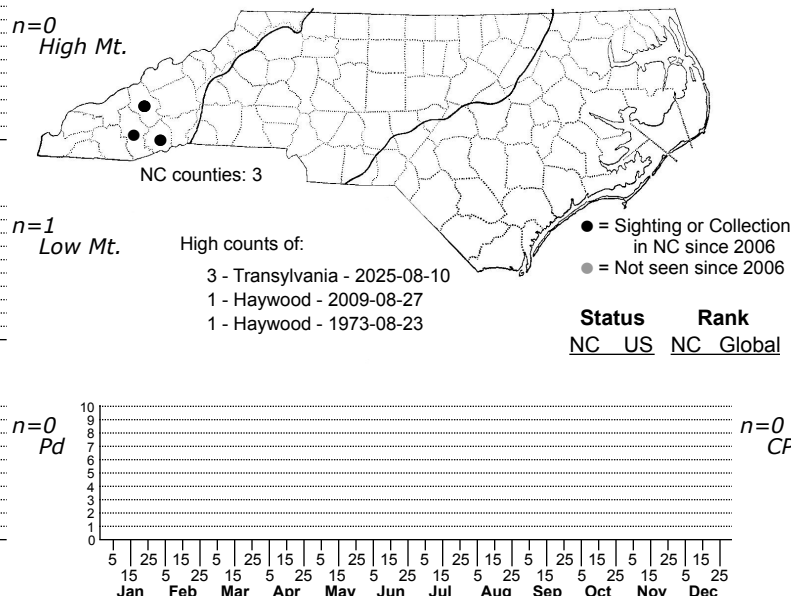 n=0
High Mt.
NC counties: 3
n=1
Low Mt.
High counts of:
3 - Transylvania - 2025-08-10
1 - Haywood - 2009-08-27
1 - Haywood - 1973-08-23
= Sighting or Collection
in NC since 2006
= Not seen since 2006
Status Rank
NC US NC Global
n=0
Pd
10
9
8
7
6
5
4
3
2
1
0
n=0
CP
5 25 15 5 25 15 5 25 15 5 25 15 5 25 15 5 25 15
15 5 25 15 5 25 15 5 25 15 5 25 15 5 25 15 5 25
Jan Feb Mar Apr May Jun Jul Aug Sep Oct Nov Dec